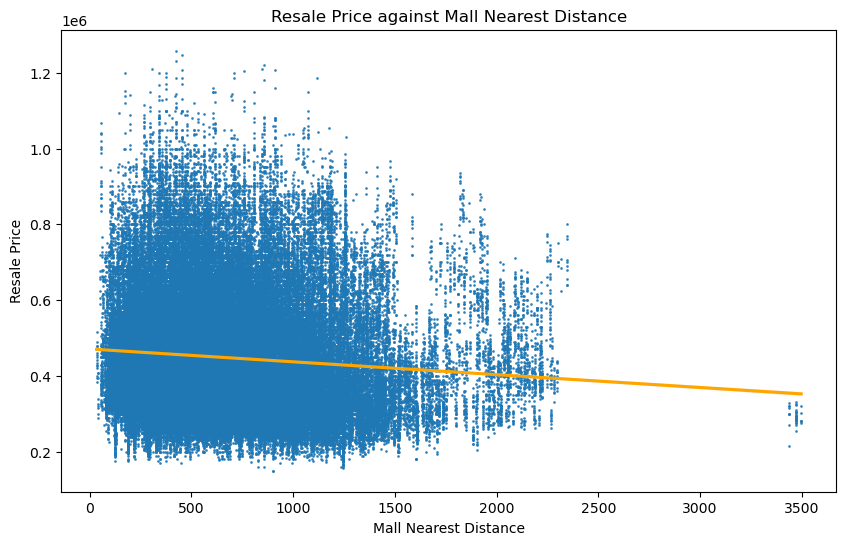 Resale Price against Mall Nearest Distance
1e6
1.2
1.0
0.8
0.6
0.4
0.2
Resale Price
0 500 1000 1500 2000 2500 3000 3500
Mall Nearest Distance